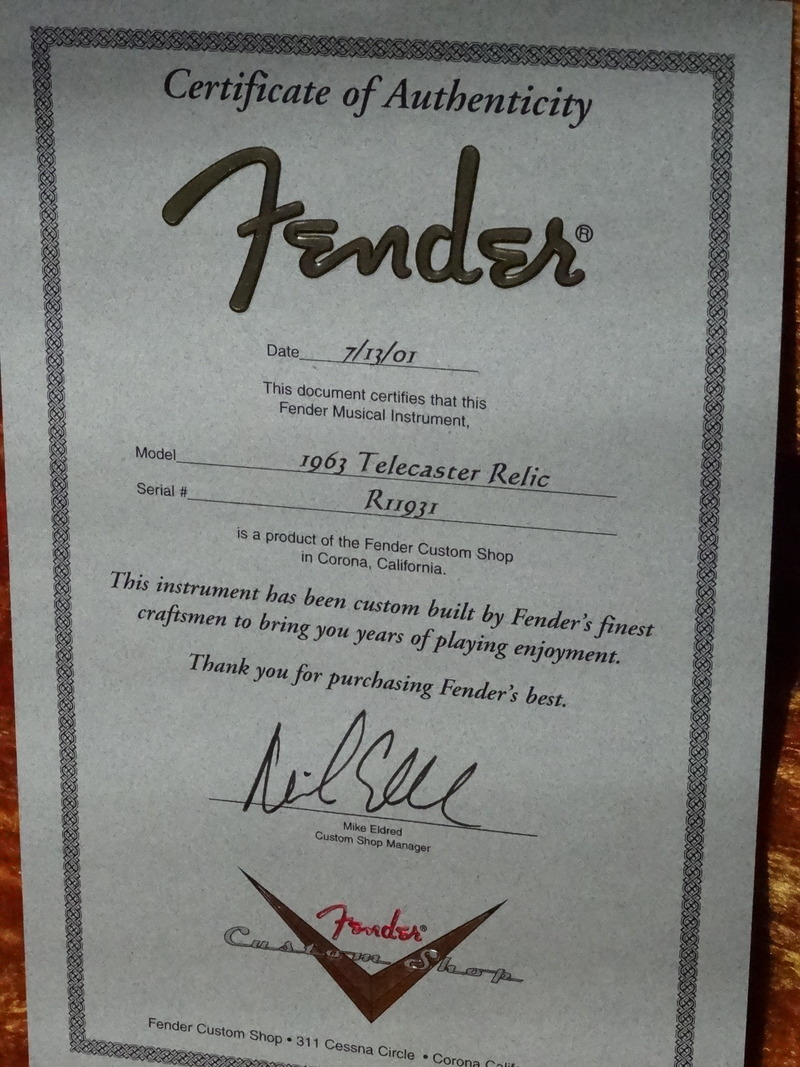 Certificate of Authenticity
Fender®
Date 7/13/01
This document certifies that this
Fender Musical Instrument,
Model 1963 Telecaster Relic
Serial # R11931
is a product of the Fender Custom Shop
in Corona, California.
This instrument has been custom built by Fender's finest
craftsmen to bring you years of playing enjoyment.
Thank you for purchasing Fender's best.
Mike Eldred
Custom Shop Manager
Fender®
Custom Shop
Fender Custom Shop • 311 Cessna Circle • Corona